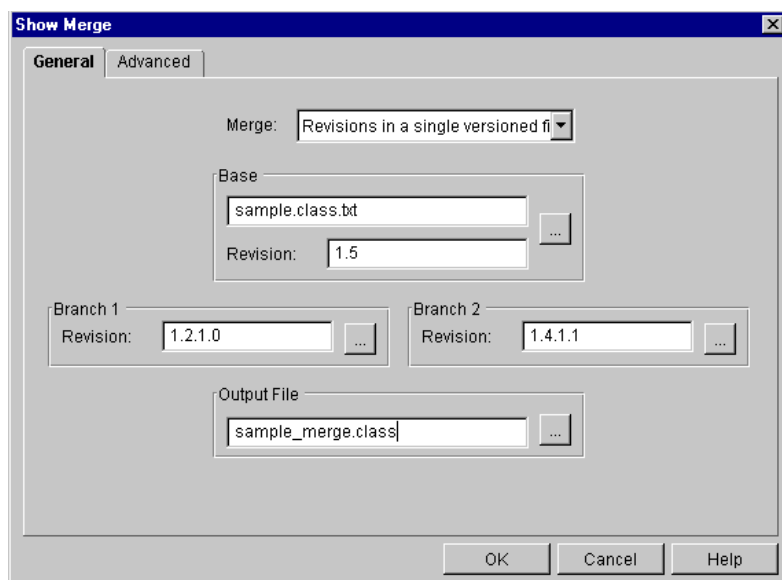 Show Merge
General Advanced
Merge: Revisions in a single versioned fi
Base
sample.class.txt
...
Revision: 1.5
Branch 1 Branch 2
Revision: 1.2.1.0 ... Revision: 1.4.1.1 ...
Output File
sample_merge.class ...
OK Cancel Help